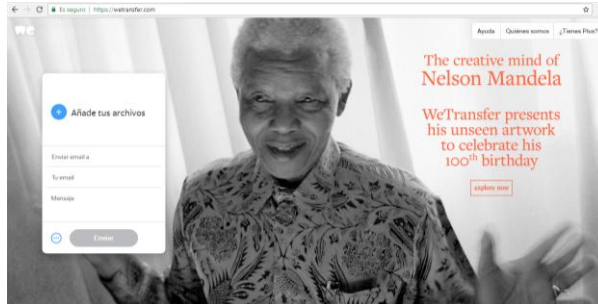 Es seguro | https://wetransfer.com
we
Ayuda Quiénes somos ¿Tienes Plus?
Añade tus archivos
Enviar email a
Tu email
Mensaje
Enviar
The creative mind of
Nelson Mandela
WeTransfer presents
his unseen artwork
to celebrate his
100th birthday
explore now